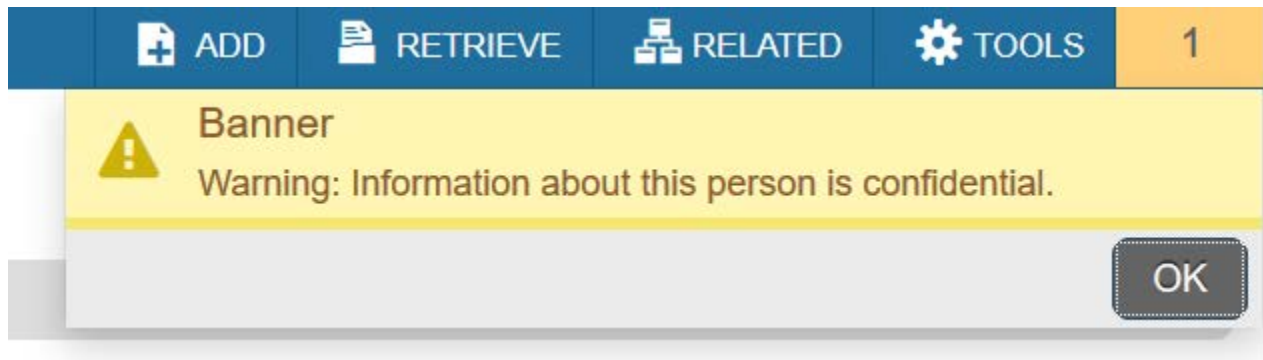 ADD RETRIEVE RELATED TOOLS 1
Banner
Warning: Information about this person is confidential.
OK